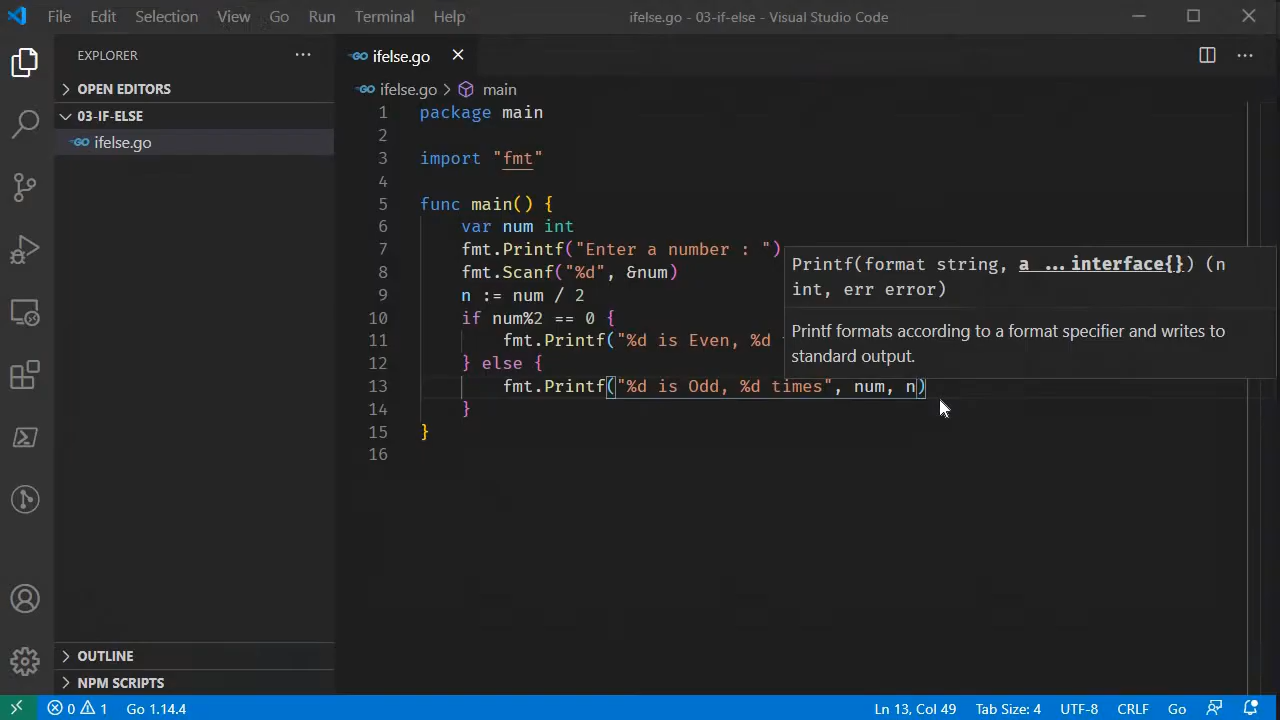 File Edit Selection View Go Run Terminal Help ifelse.go - 03-if-else - Visual Studio Code
EXPLORER
OPEN EDITORS
03-IF-ELSE
ifelse.go
OUTLINE
NPM SCRIPTS
ifelse.go
ifelse.go > main
1 package main
2
3 import "fmt"
4
5 func main() {
6 var num int
7 fmt.Printf("Enter a number : ")
8 fmt.Scanf("%d", &num)
9 n := num / 2
10 if num%2 == 0 {
11 fmt.Printf("%d is Even, %d
12 } else {
13 fmt.Printf("%d is Odd, %d times", num, n)
14 }
15 }
16
Printf(format string, a ...interface{}) (n
int, err error)
Printf formats according to a format specifier and writes to
standard output.
0 1 Go 1.14.4 Ln 13, Col 49 Tab Size: 4 UTF-8 CRLF Go